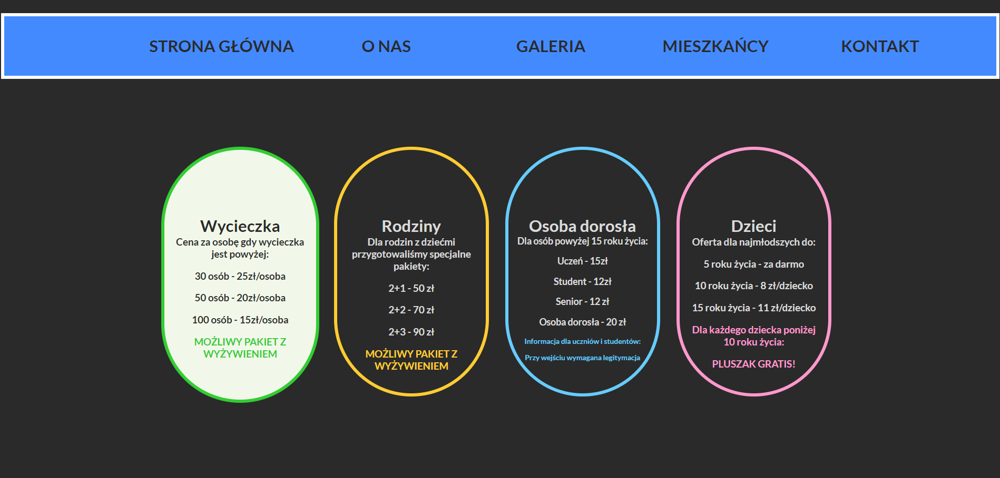 STRONA GŁÓWNA
O NAS
GALERIA
MIESZKAŃCY
KONTAKT
Wycieczka
Cena za osobę gdy wycieczka
jest powyżej:
30 osób - 25zł/osoba
50 osób - 20zł/osoba
100 osób - 15zł/osoba
MOŻLIWY PAKIET Z
WYŻYWIENIEM
Rodziny
Dla rodzin z dziećmi
przygotowaliśmy specjalne
pakiety:
2+1 - 50 zł
2+2 - 70 zł
2+3 - 90 zł
MOŻLIWY PAKIET Z
WYŻYWIENIEM
Osoba dorosła
Dla osób powyżej 15 roku życia:
Uczeń - 15zł
Student - 12zł
Senior - 12 zł
Osoba dorosła - 20 zł
Informacja dla uczniów i studentów:
Przy wejściu wymagana legitymacja
Dzieci
Oferta dla najmłodszych do:
5 roku życia - za darmo
10 roku życia - 8 zł/dziecko
15 roku życia - 11 zł/dziecko
Dla każdego dziecka poniżej
10 roku życia:
PLUSZAK GRATIS!